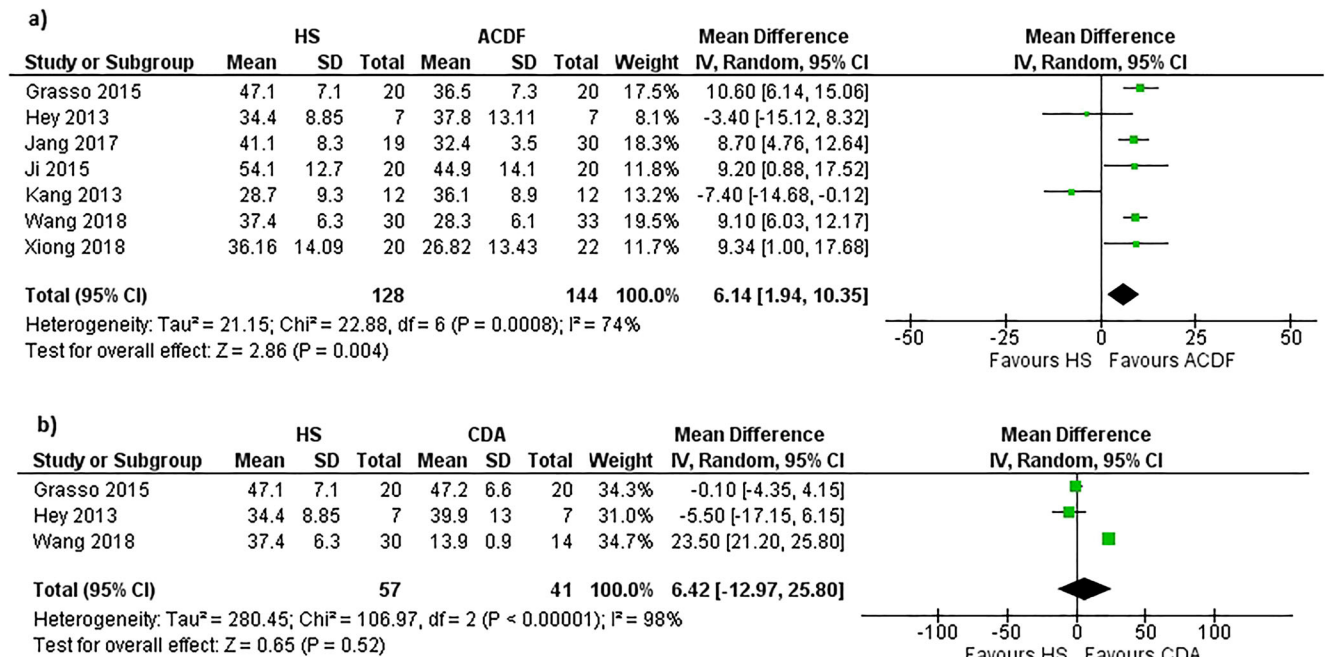 a)
HS ACDF Mean Difference Mean Difference
Study or Subgroup Mean SD Total Mean SD Total Weight IV, Random, 95% CI IV, Random, 95% CI
Grasso 2015 47.1 7.1 20 36.5 7.3 20 17.5% 10.60 [6.14, 15.06]
Hey 2013 34.4 8.85 7 37.8 13.11 7 8.1% -3.40 [-15.12, 8.32]
Jang 2017 41.1 8.3 19 32.4 3.5 30 18.3% 8.70 [4.76, 12.64]
Ji 2015 54.1 12.7 20 44.9 14.1 20 11.8% 9.20 [0.88, 17.52]
Kang 2013 28.7 9.3 12 36.1 8.9 12 13.2% -7.40 [-14.68, -0.12]
Wang 2018 37.4 6.3 30 28.3 6.1 33 19.5% 9.10 [6.03, 12.17]
Xiong 2018 36.16 14.09 20 26.82 13.43 22 11.7% 9.34 [1.00, 17.68]
Total (95% CI) 128 144 100.0% 6.14 [1.94, 10.35]
Heterogeneity: Tau² = 21.15; Chi² = 22.88, df = 6 (P = 0.0008); I² = 74%
Test for overall effect: Z = 2.86 (P = 0.004)
-50 -25 0 25 50
Favours HS Favours ACDF
b)
HS CDA Mean Difference Mean Difference
Study or Subgroup Mean SD Total Mean SD Total Weight IV, Random, 95% CI IV, Random, 95% CI
Grasso 2015 47.1 7.1 20 47.2 6.6 20 34.3% -0.10 [-4.35, 4.15]
Hey 2013 34.4 8.85 7 39.9 13 7 31.0% -5.50 [-17.15, 6.15]
Wang 2018 37.4 6.3 30 13.9 0.9 14 34.7% 23.50 [21.20, 25.80]
Total (95% CI) 57 41 100.0% 6.42 [-12.97, 25.80]
Heterogeneity: Tau² = 280.45; Chi² = 106.97, df = 2 (P < 0.00001); I² = 98%
Test for overall effect: Z = 0.65 (P = 0.52)
-100 -50 0 50 100
Favours HS Favours CDA